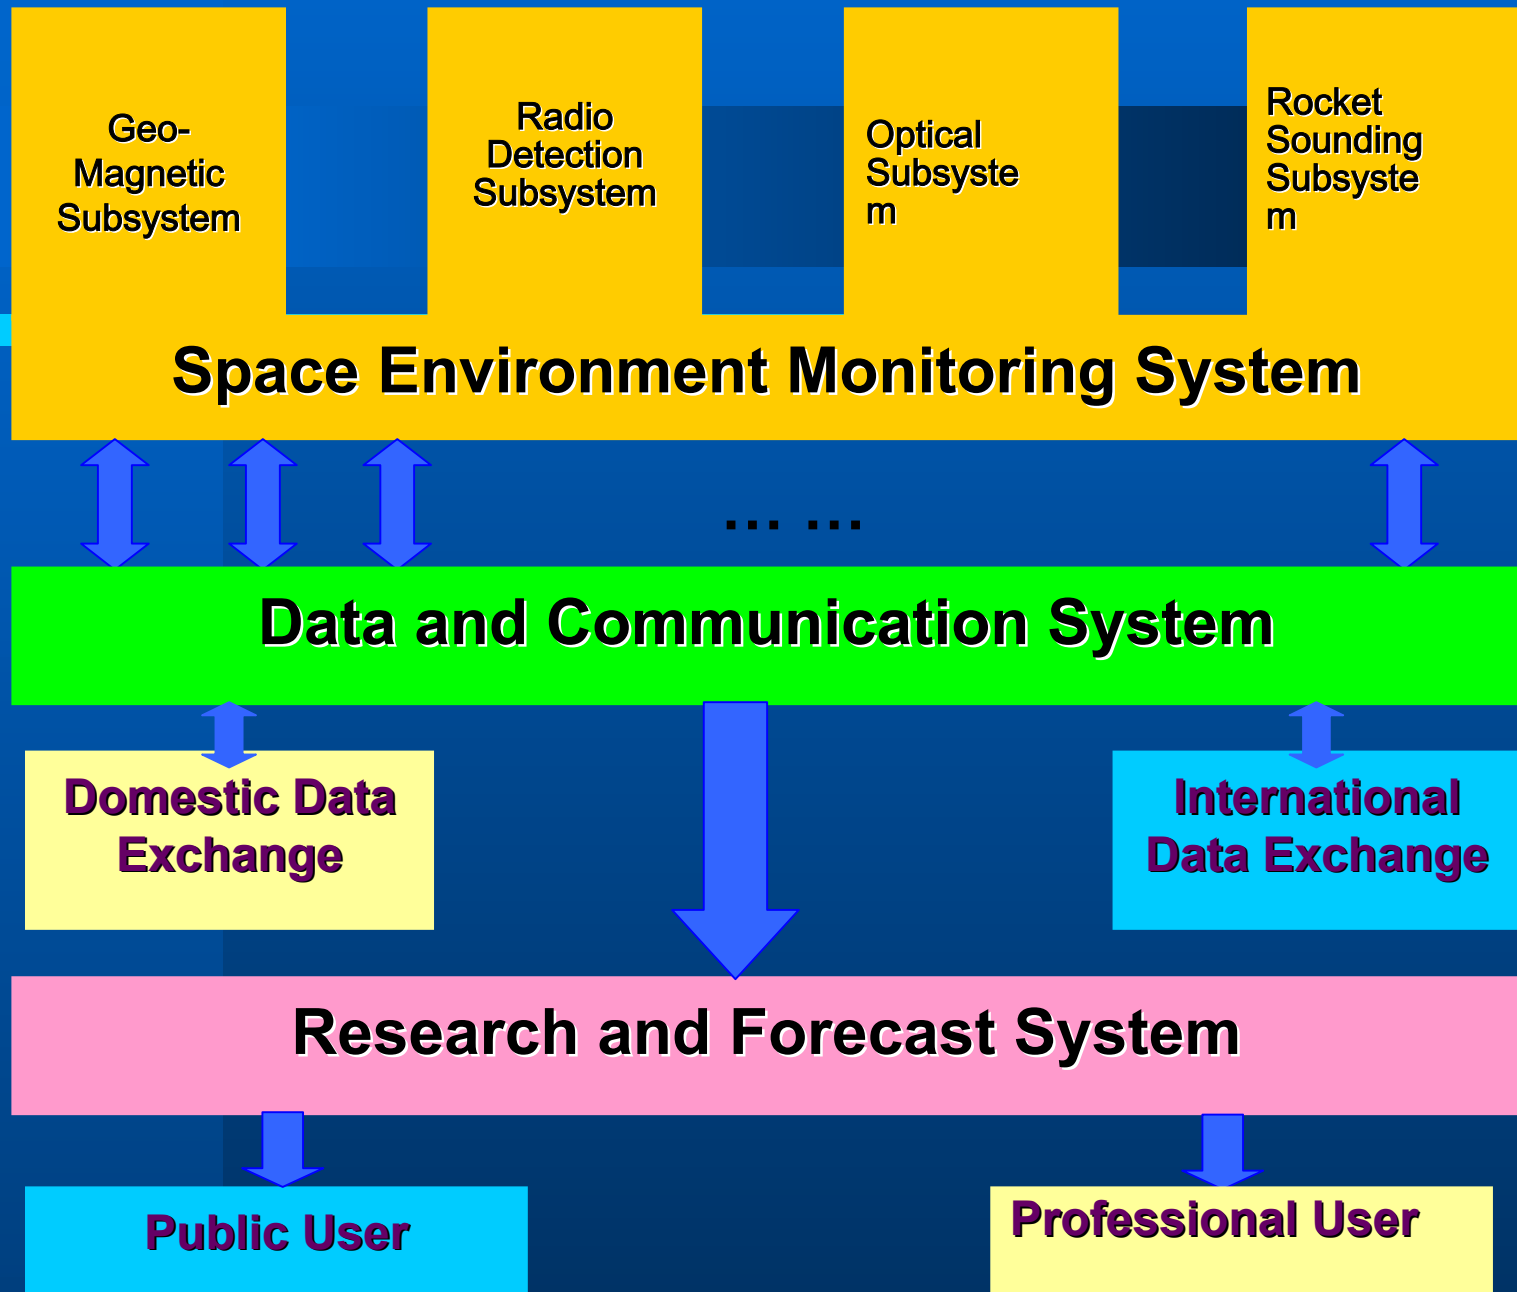 Geo-
Magnetic
Subsystem
Radio
Detection
Subsystem
Optical
Subsyste
m
Rocket
Sounding
Subsyste
m
Space Environment Monitoring System
… …
Data and Communication System
Domestic Data
Exchange
International
Data Exchange
Research and Forecast System
Public User
Professional User